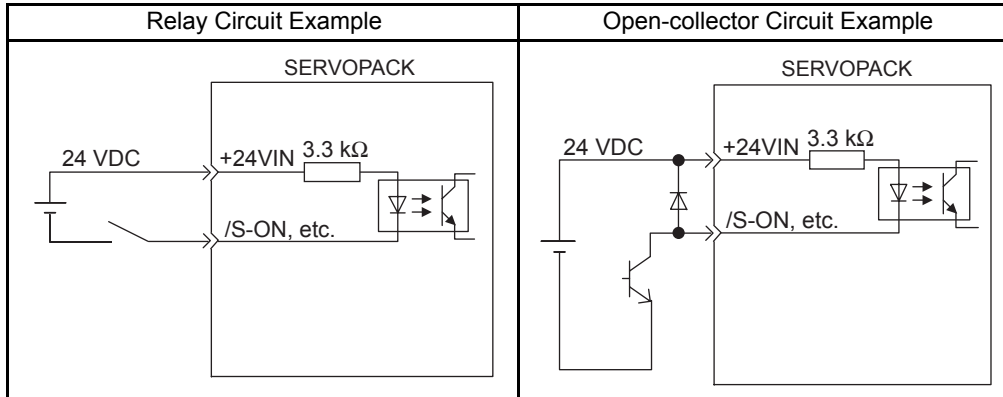 Relay Circuit Example
Open-collector Circuit Example
SERVOPACK
24 VDC
+24VIN
3.3 kΩ
/S-ON, etc.
SERVOPACK
24 VDC
+24VIN
3.3 kΩ
/S-ON, etc.